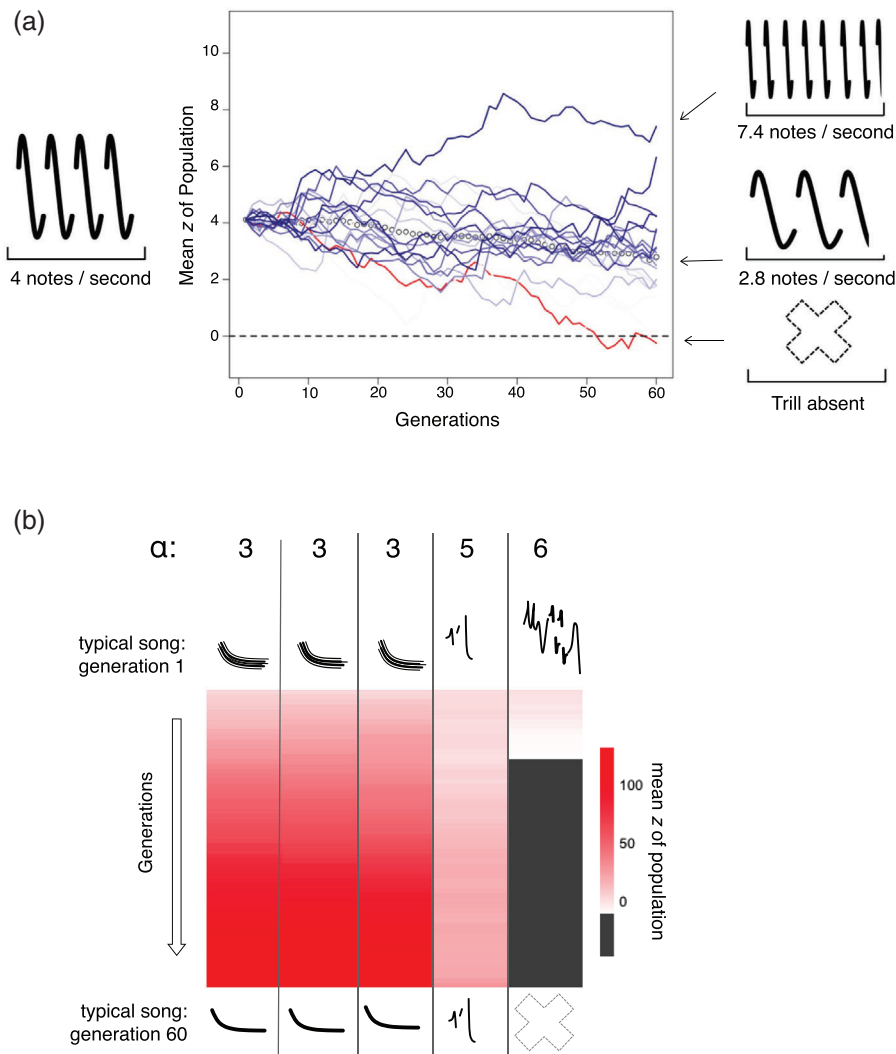 (a)
10
8
6
4
2
0
Mean z of Population
0
10
20
30
40
50
60
Generations
4 notes / second
7.4 notes / second
2.8 notes / second
Trill absent
(b)
α:
3
3
3
5
6
typical song:
generation 1
Generations
100
50
0
mean z of population
typical song:
generation 60